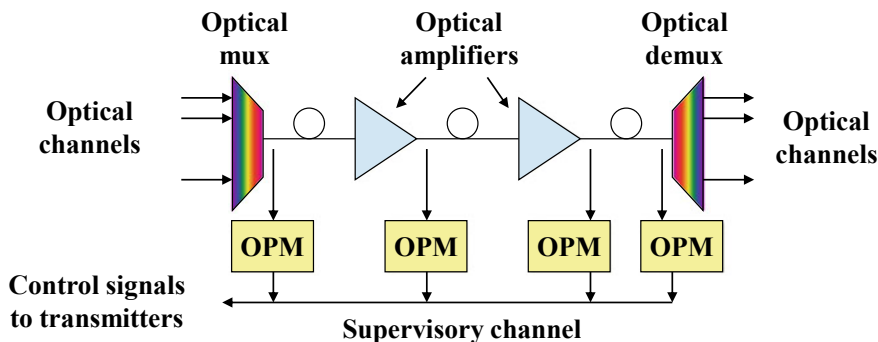 Optical
mux
Optical
amplifiers
Optical
demux
Optical
channels
Optical
channels
OPM
OPM
OPM
OPM
Control signals
to transmitters
Supervisory channel